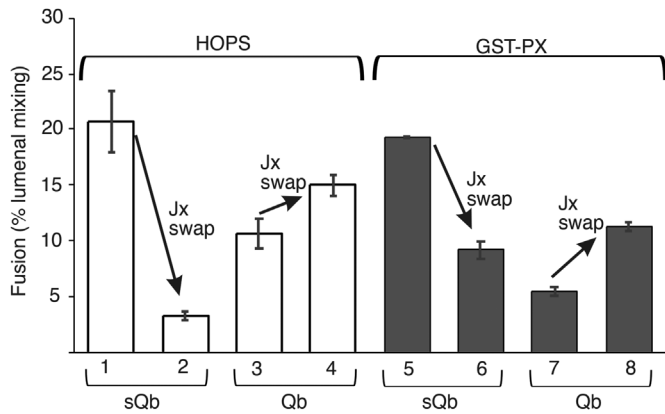 30
HOPS
GST-PX
25
20
15
10
5
Fusion (% lumenal mixing)
Jx
swap
Jx
swap
Jx
swap
Jx
swap
1 2 3 4 5 6 7 8
sQb Qb sQb Qb